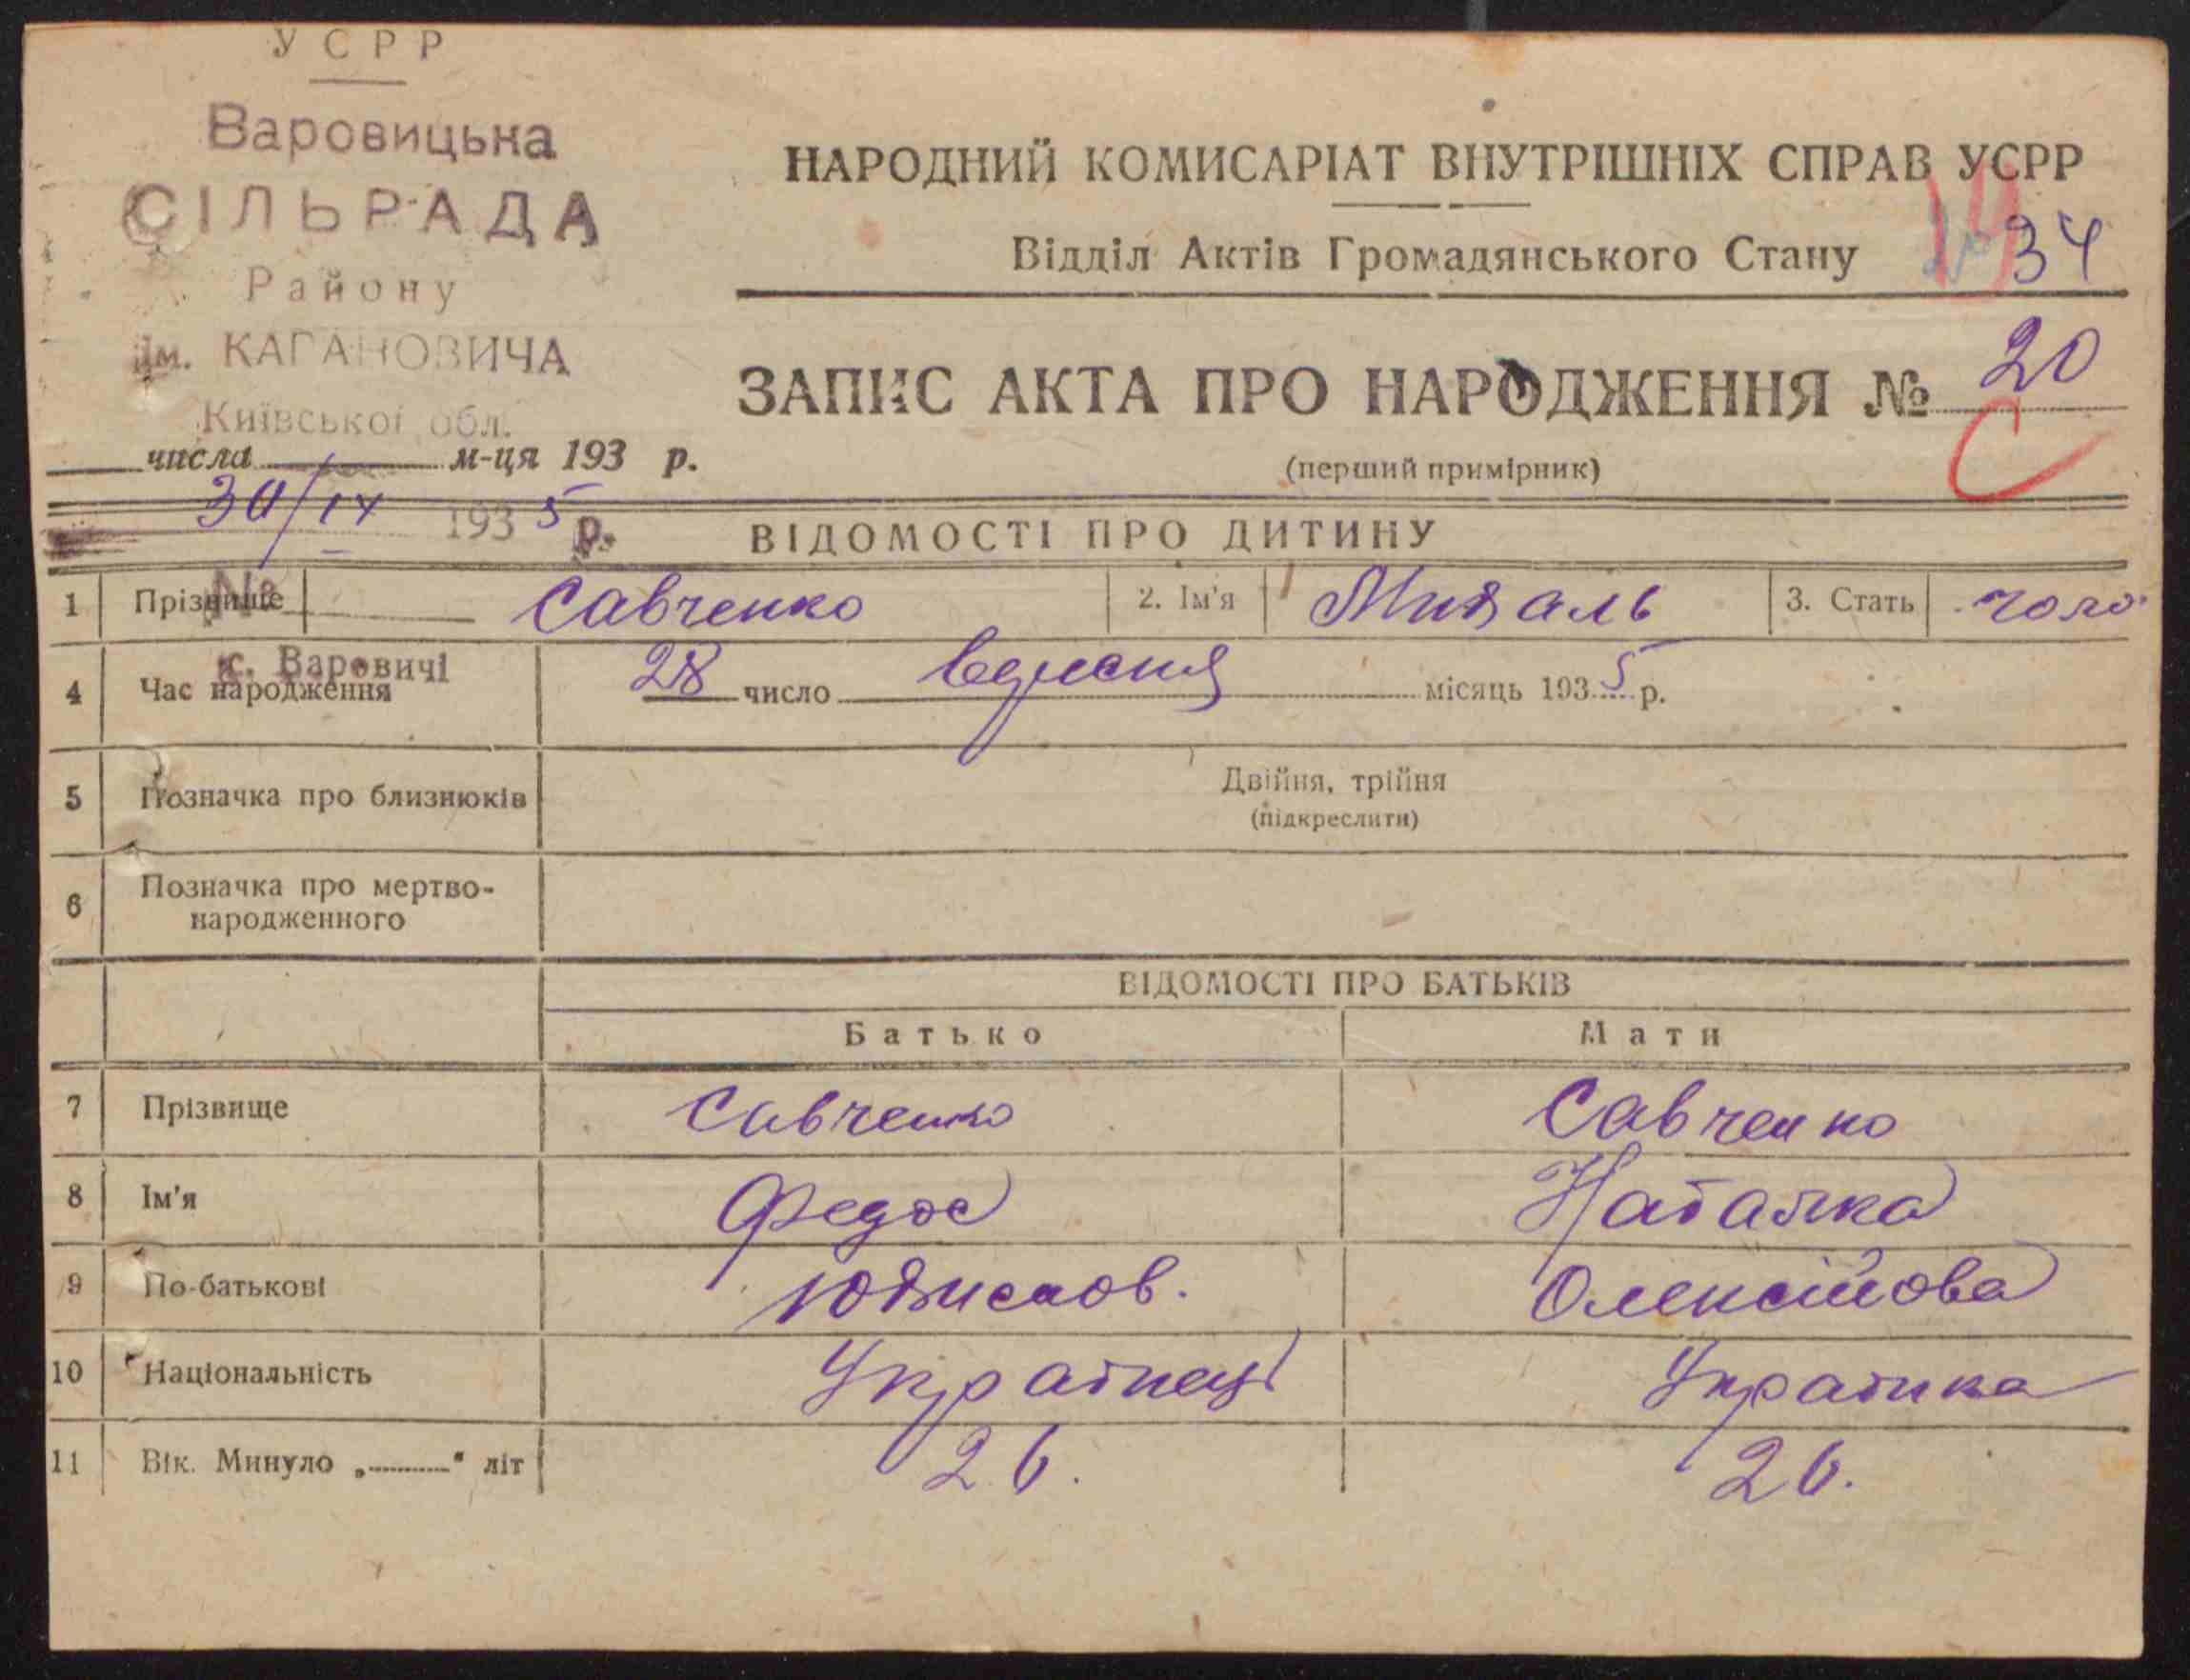 УСРР
Варовицька
СІЛЬРАДА
Району
ім. КАГАНОВИЧА
Київської обл.
числа м-ця 193 р.
30/IX 1935 р.
№
с. Варовичі
НАРОДНИЙ КОМИСАРІАТ ВНУТРІШНІХ СПРАВ УСРР
Відділ Актів Громадянського Стану 34
ЗАПИС АКТА ПРО НАРОДЖЕННЯ № 20
(перший примірник)
ВІДОМОСТІ ПРО ДИТИНУ
1 Прізвище Савченко 2. Ім'я 3. Стать чоло
4 Час народження 28 число вересня місяць 1935 р.
5 Позначка про близнюків Двійня, трійня
(підкреслити)
6 Позначка про мертво-
народженного
ВІДОМОСТІ ПРО БАТЬКІВ
Батько Мати
7 Прізвище Савченко Савченко
8 Ім'я Федос Наталка
9 По-батькові Олексійова
10 Національність Українець Українка
11 Вік. Минуло „ " літ 26. 26.